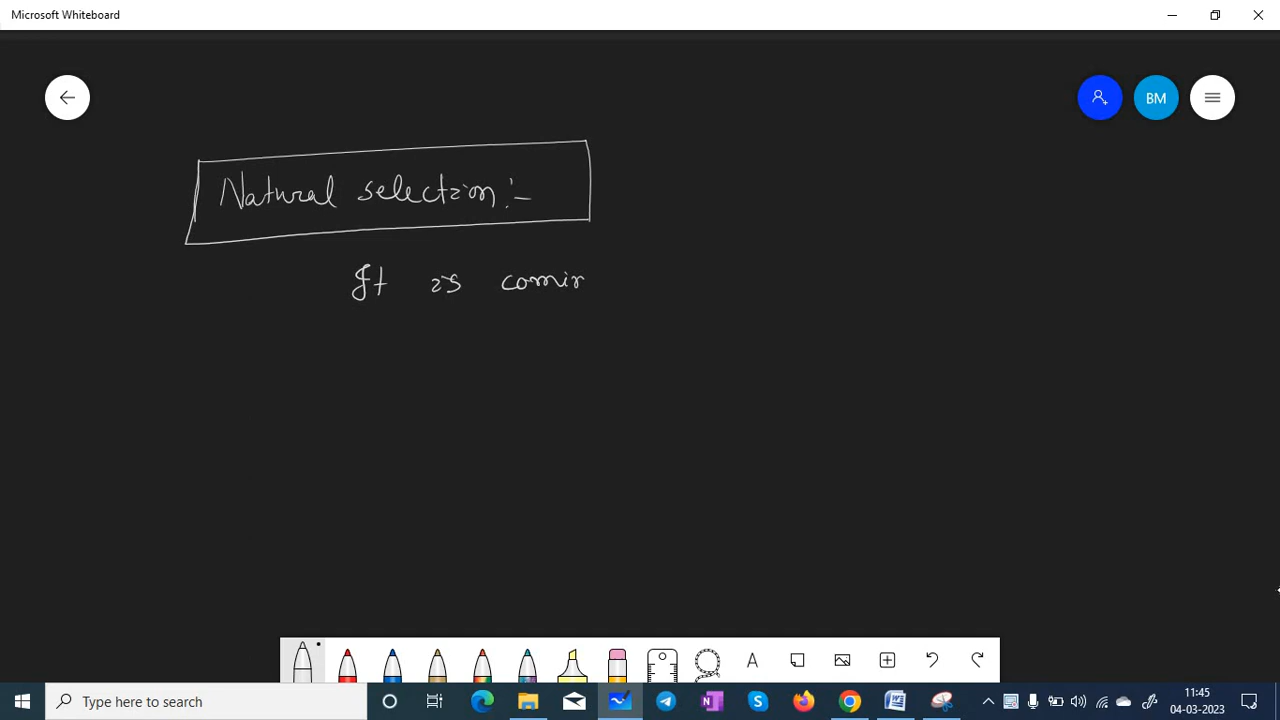 Microsoft Whiteboard
BM
Natural selection:-
It is comin
A
Type here to search
11:45
04-03-2023